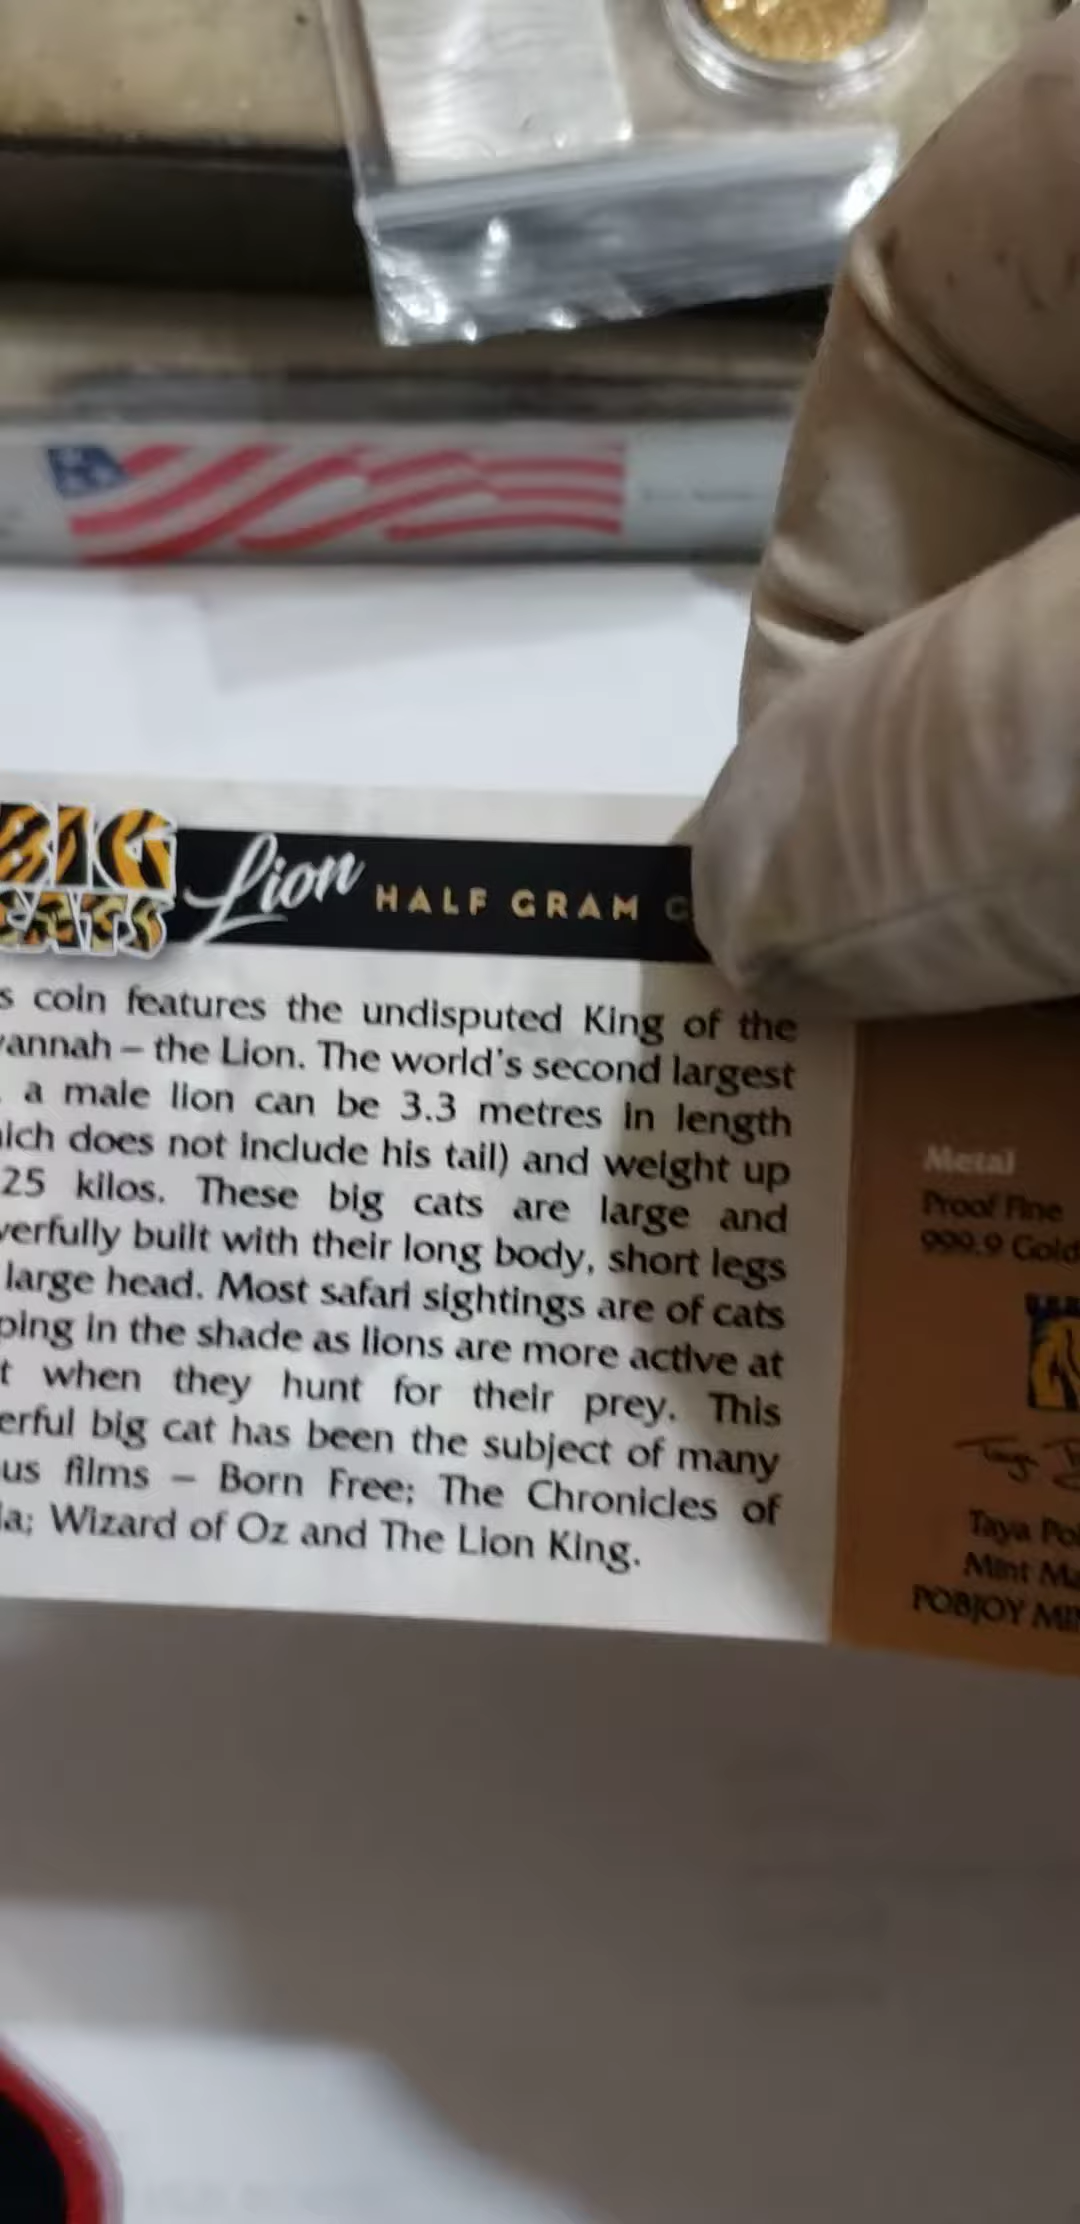 BIG
CATS
Lion HALF GRAM G
s coin features the undisputed King of the
vannah – the Lion. The world's second largest
. a male lion can be 3.3 metres in length
hich does not include his tail) and weight up
25 kilos. These big cats are large and
verfully built with their long body, short legs
large head. Most safari sightings are of cats
ping in the shade as lions are more active at
t when they hunt for their prey. This
erful big cat has been the subject of many
us films – Born Free; The Chronicles of
ia; Wizard of Oz and The Lion King.
Metal
Proof Fine
999.9 Gold
Taya Po
Mint Ma
POBJOY MI